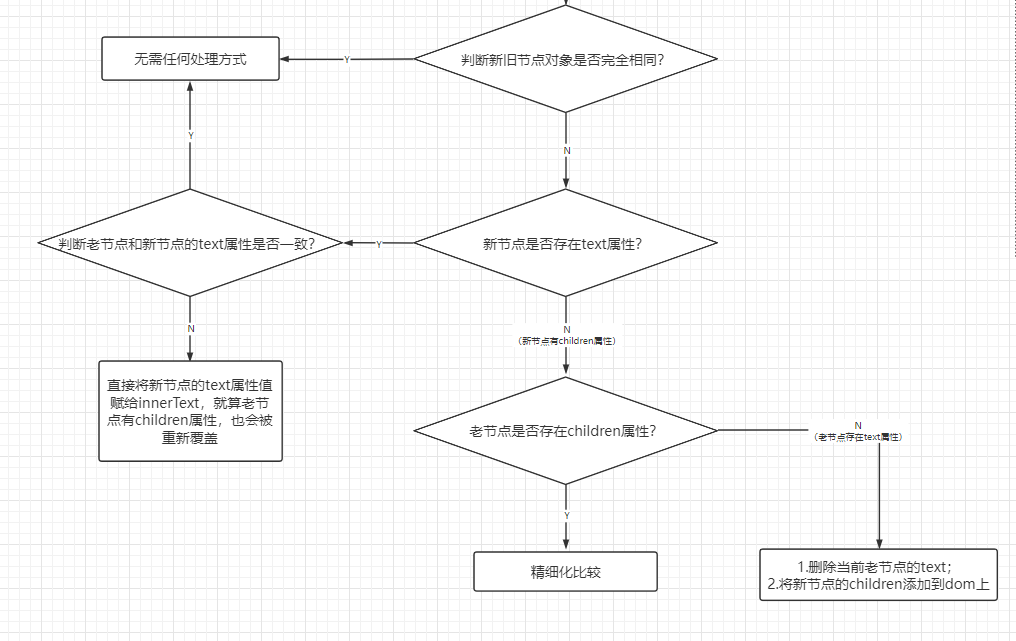 无需任何处理方式
Y
判断新旧节点对象是否完全相同？
Y
N
判断老节点和新节点的text属性是否一致？
Y
新节点是否存在text属性？
N
N
（新节点有children属性）
直接将新节点的text属性值
赋给innerText，就算老节
点有children属性，也会被
重新覆盖
老节点是否存在children属性？
N
（老节点存在text属性）
Y
精细化比较
1.删除当前老节点的text；
2.将新节点的children添加到dom上